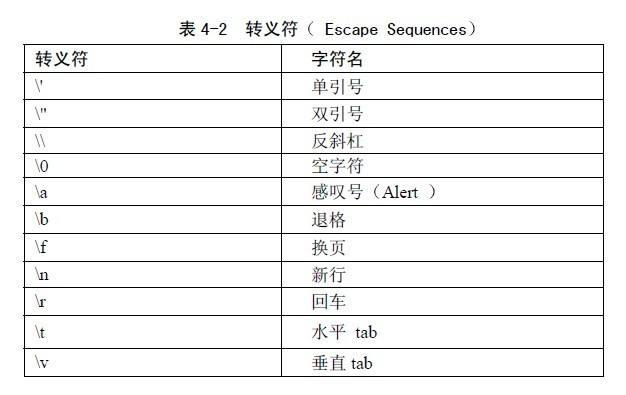 表 4-2 转义符（ Escape Sequences）
转义符 字符名
\' 单引号
\" 双引号
\\ 反斜杠
\0 空字符
\a 感叹号（Alert ）
\b 退格
\f 换页
\n 新行
\r 回车
\t 水平 tab
\v 垂直 tab